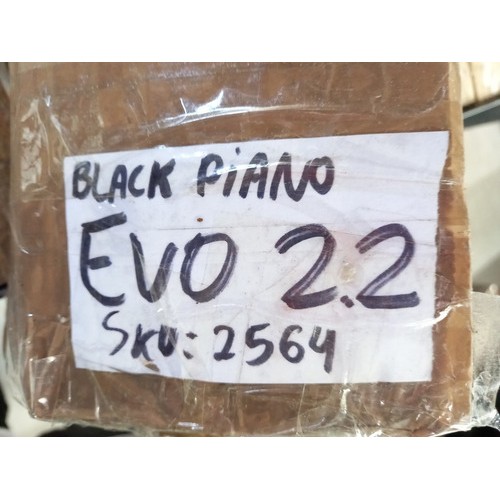 BLACK PiANO
EVO 2.2
SKU: 2564